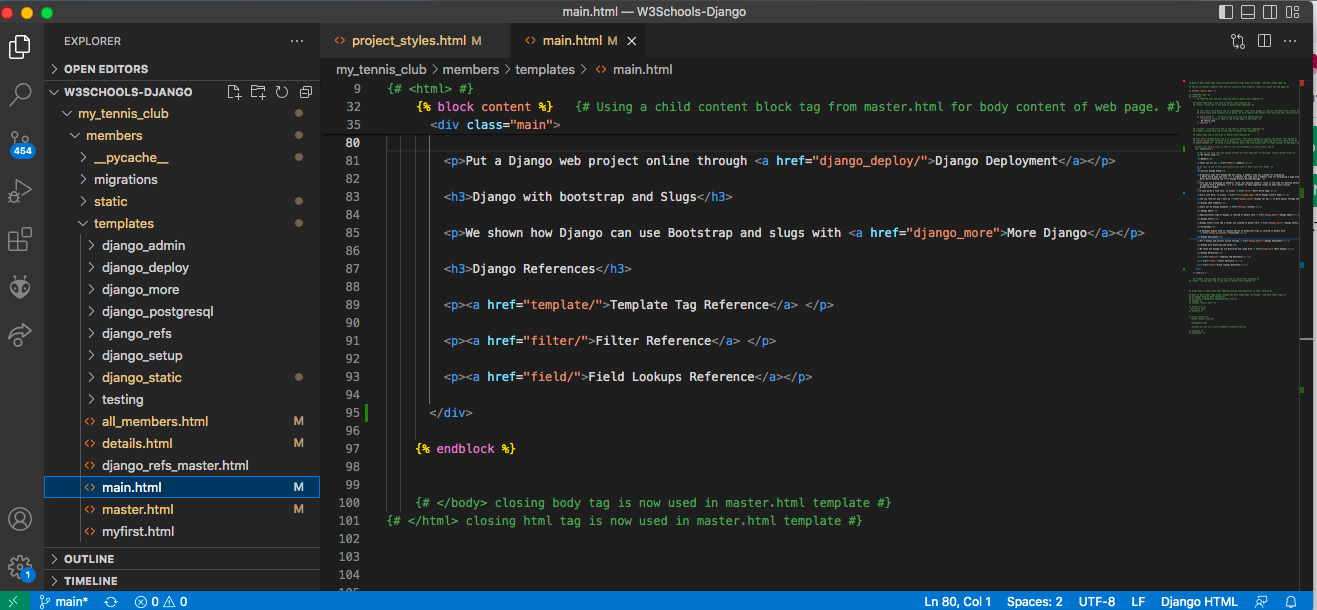 main.html — W3Schools-Django
EXPLORER
OPEN EDITORS
W3SCHOOLS-DJANGO
my_tennis_club
members
__pycache__
migrations
static
templates
django_admin
django_deploy
django_more
django_postgresql
django_refs
django_setup
django_static
testing
all_members.html M
details.html M
django_refs_master.html
main.html M
master.html M
myfirst.html
OUTLINE
TIMELINE
454
1
project_styles.html M
main.html M
my_tennis_club > members > templates > main.html
9 {# <html> #}
32 {% block content %} {# Using a child content block tag from master.html for body content of web page. #}
35 <div class="main">
80
81 <p>Put a Django web project online through <a href="django_deploy/">Django Deployment</a></p>
82
83 <h3>Django with bootstrap and Slugs</h3>
84
85 <p>We shown how Django can use Bootstrap and slugs with <a href="django_more">More Django</a></p>
86
87 <h3>Django References</h3>
88
89 <p><a href="template/">Template Tag Reference</a> </p>
90
91 <p><a href="filter/">Filter Reference</a> </p>
92
93 <p><a href="field/">Field Lookups Reference</a></p>
94
95 </div>
96
97 {% endblock %}
98
99
100 {# </body> closing body tag is now used in master.html template #}
101 {# </html> closing html tag is now used in master.html template #}
102
103
104
main* 0 0 Ln 80, Col 1 Spaces: 2 UTF-8 LF Django HTML